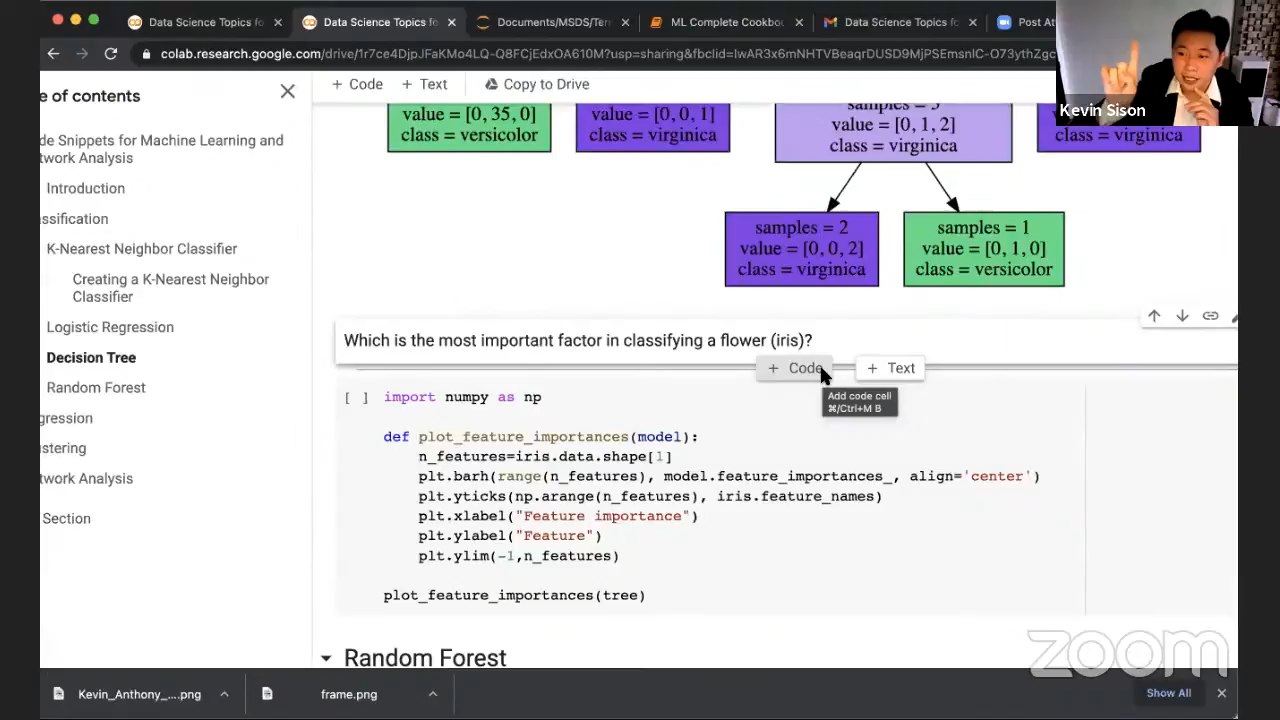 Data Science Topics fo
Data Science Topics fo
Documents/MSDS/Ter
ML Complete Cookbou
Data Science Topics fo
Post At
colab.research.google.com/drive/1r7ce4DjpJFaKMo4LQ-Q8FCjEdxOA610M?usp=sharing&fbclid=IwAR3x6mNHTVBeaqrDUSD9MjPSEmsnlC-O73ythZgc
Kevin Sison
e of contents
+ Code + Text Copy to Drive
de Snippets for Machine Learning and
twork Analysis
Introduction
assification
K-Nearest Neighbor Classifier
Creating a K-Nearest Neighbor
Classifier
Logistic Regression
Decision Tree
Random Forest
gression
stering
twork Analysis
Section
value = [0, 35, 0]
class = versicolor
value = [0, 0, 1]
class = virginica
samples = 3
value = [0, 1, 2]
class = virginica
class = virginica
samples = 2
value = [0, 0, 2]
class = virginica
samples = 1
value = [0, 1, 0]
class = versicolor
Which is the most important factor in classifying a flower (iris)?
+ Code + Text
Add code cell
⌘/Ctrl+M B
[ ] import numpy as np
def plot_feature_importances(model):
n_features=iris.data.shape[1]
plt.barh(range(n_features), model.feature_importances_, align='center')
plt.yticks(np.arange(n_features), iris.feature_names)
plt.xlabel("Feature importance")
plt.ylabel("Feature")
plt.ylim(-1,n_features)
plot_feature_importances(tree)
Random Forest
zoom
Kevin_Anthony_....png
frame.png
Show All